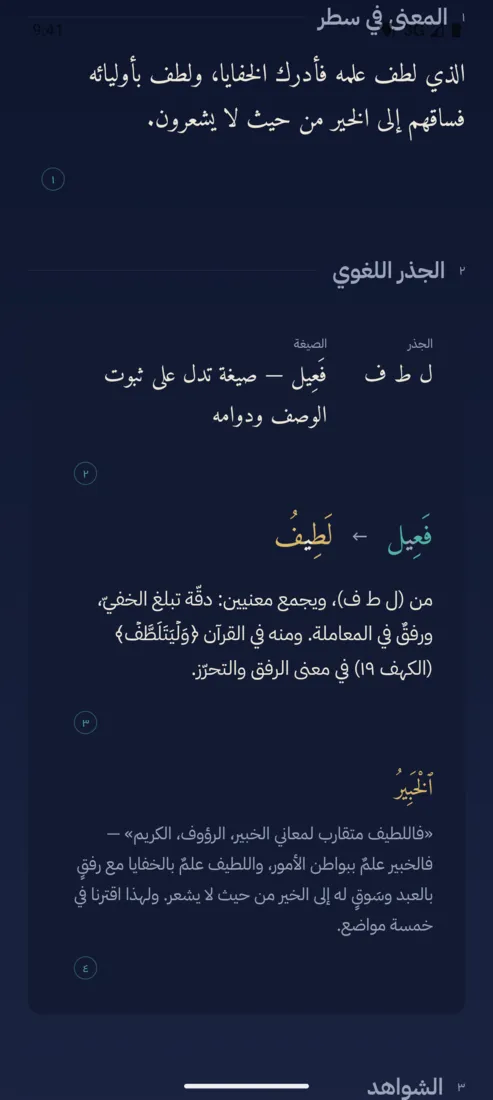 9:41 3G
١ المعنى في سطر
الذي لطف علمه فأدرك الخفايا، ولطف بأوليائه
فساقهم إلى الخير من حيث لا يشعرون.
١
٢ الجذر اللغوي
الجذر الصيغة
ل ط ف فَعِيل — صيغة تدل على ثبوت
الوصف ودوامه
٢
فَعِيل ← لَطِيفُ
من (ل ط ف)، ويجمع معنيين: دقّة تبلغ الخفيّ،
ورفقٌ في المعاملة. ومنه في القرآن ﴿وَلْيَتَلَطَّفْ﴾
(الكهف ١٩) في معنى الرفق والتحرّز.
٣
ٱلْخَبِيرُ
«فاللطيف متقارب لمعاني الخبير، الرؤوف، الكريم» —
فالخبير علمٌ ببواطن الأمور، واللطيف علمٌ بالخفايا مع رفقٍ
بالعبد وسَوقٍ له إلى الخير من حيث لا يشعر. ولهذا اقترنا في
خمسة مواضع.
٤
٣ الشواهد